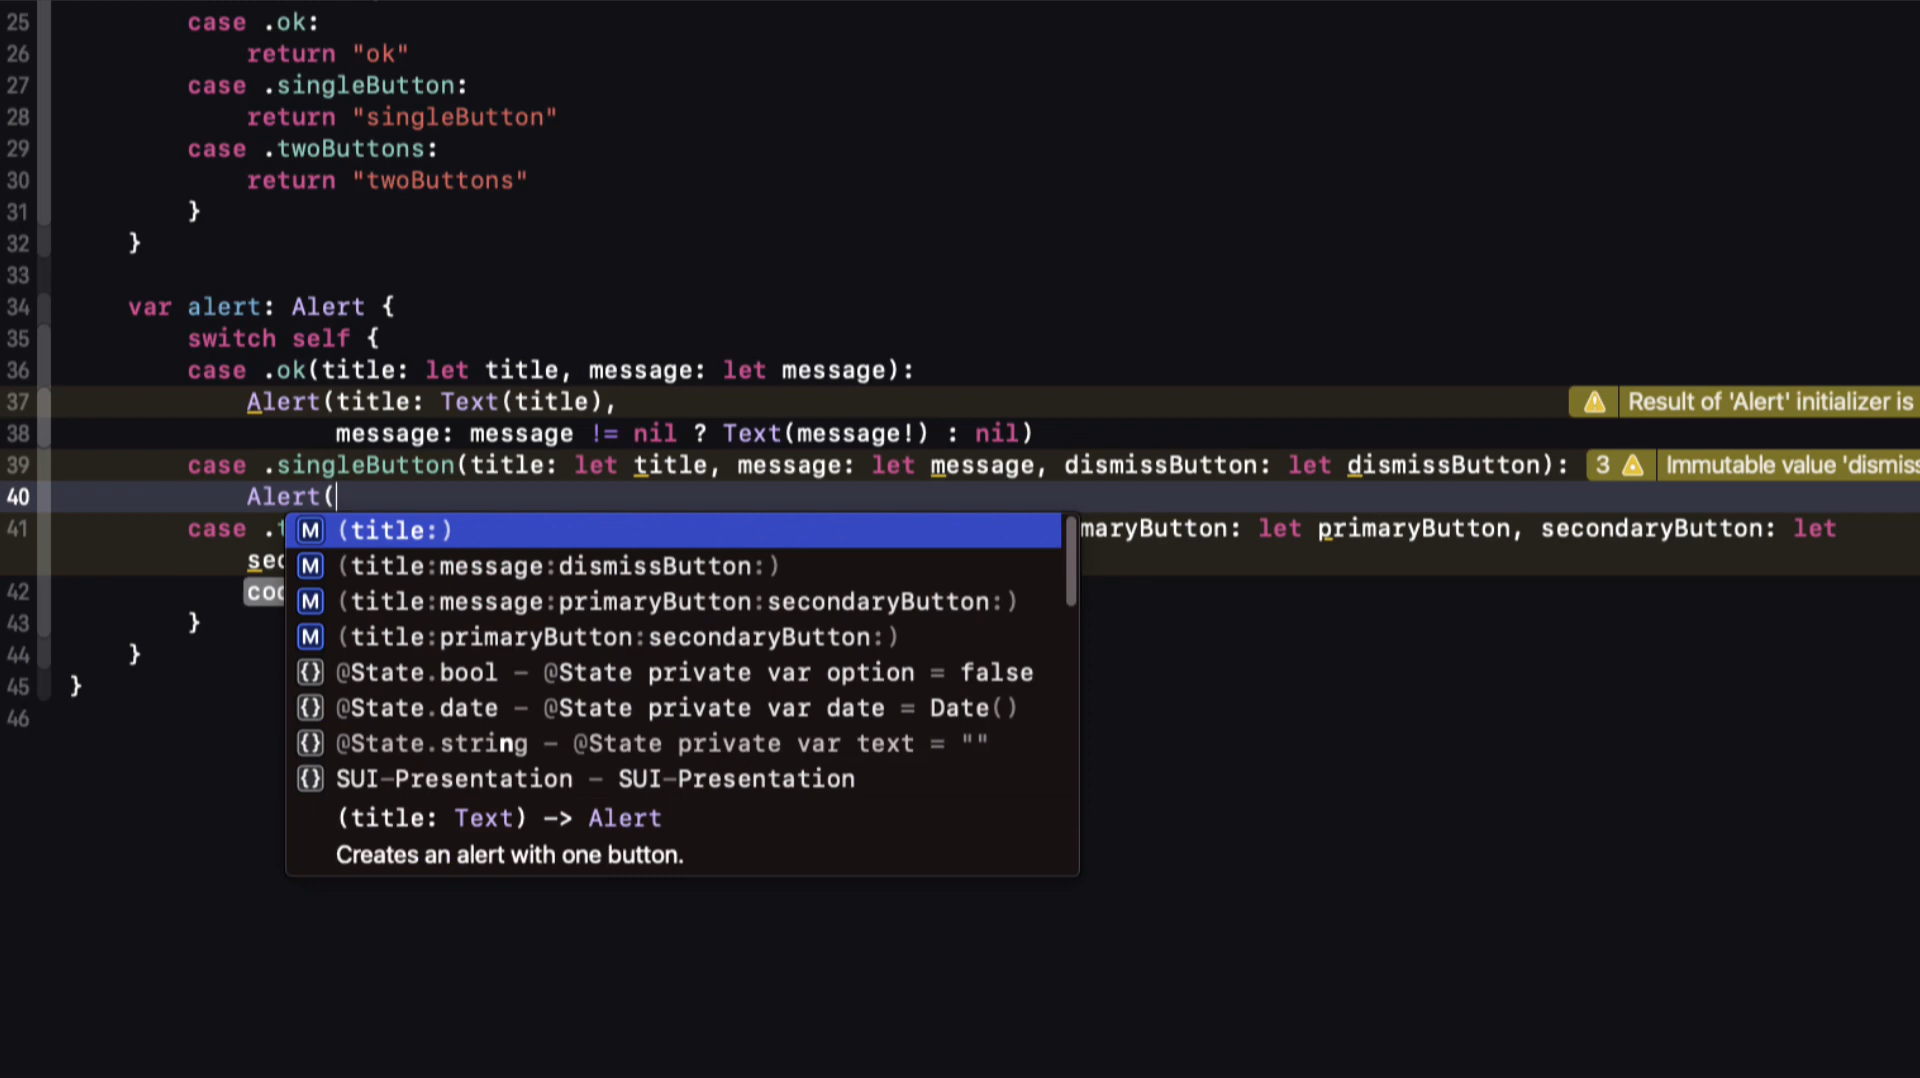 25 case .ok:
26 return "ok"
27 case .singleButton:
28 return "singleButton"
29 case .twoButtons:
30 return "twoButtons"
31 }
32 }
33
34 var alert: Alert {
35 switch self {
36 case .ok(title: let title, message: let message):
37 Alert(title: Text(title), Result of 'Alert' initializer is
38 message: message != nil ? Text(message!) : nil)
39 case .singleButton(title: let title, message: let message, dismissButton: let dismissButton): 3 Immutable value 'dismiss
40 Alert(
41 case .t maryButton: let primaryButton, secondaryButton: let
sec
42 coc
43 }
44 }
45 }
46
M (title:)
M (title:message:dismissButton:)
M (title:message:primaryButton:secondaryButton:)
M (title:primaryButton:secondaryButton:)
{} @State.bool — @State private var option = false
{} @State.date — @State private var date = Date()
{} @State.string — @State private var text = ""
{} SUI-Presentation — SUI-Presentation
(title: Text) -> Alert
Creates an alert with one button.